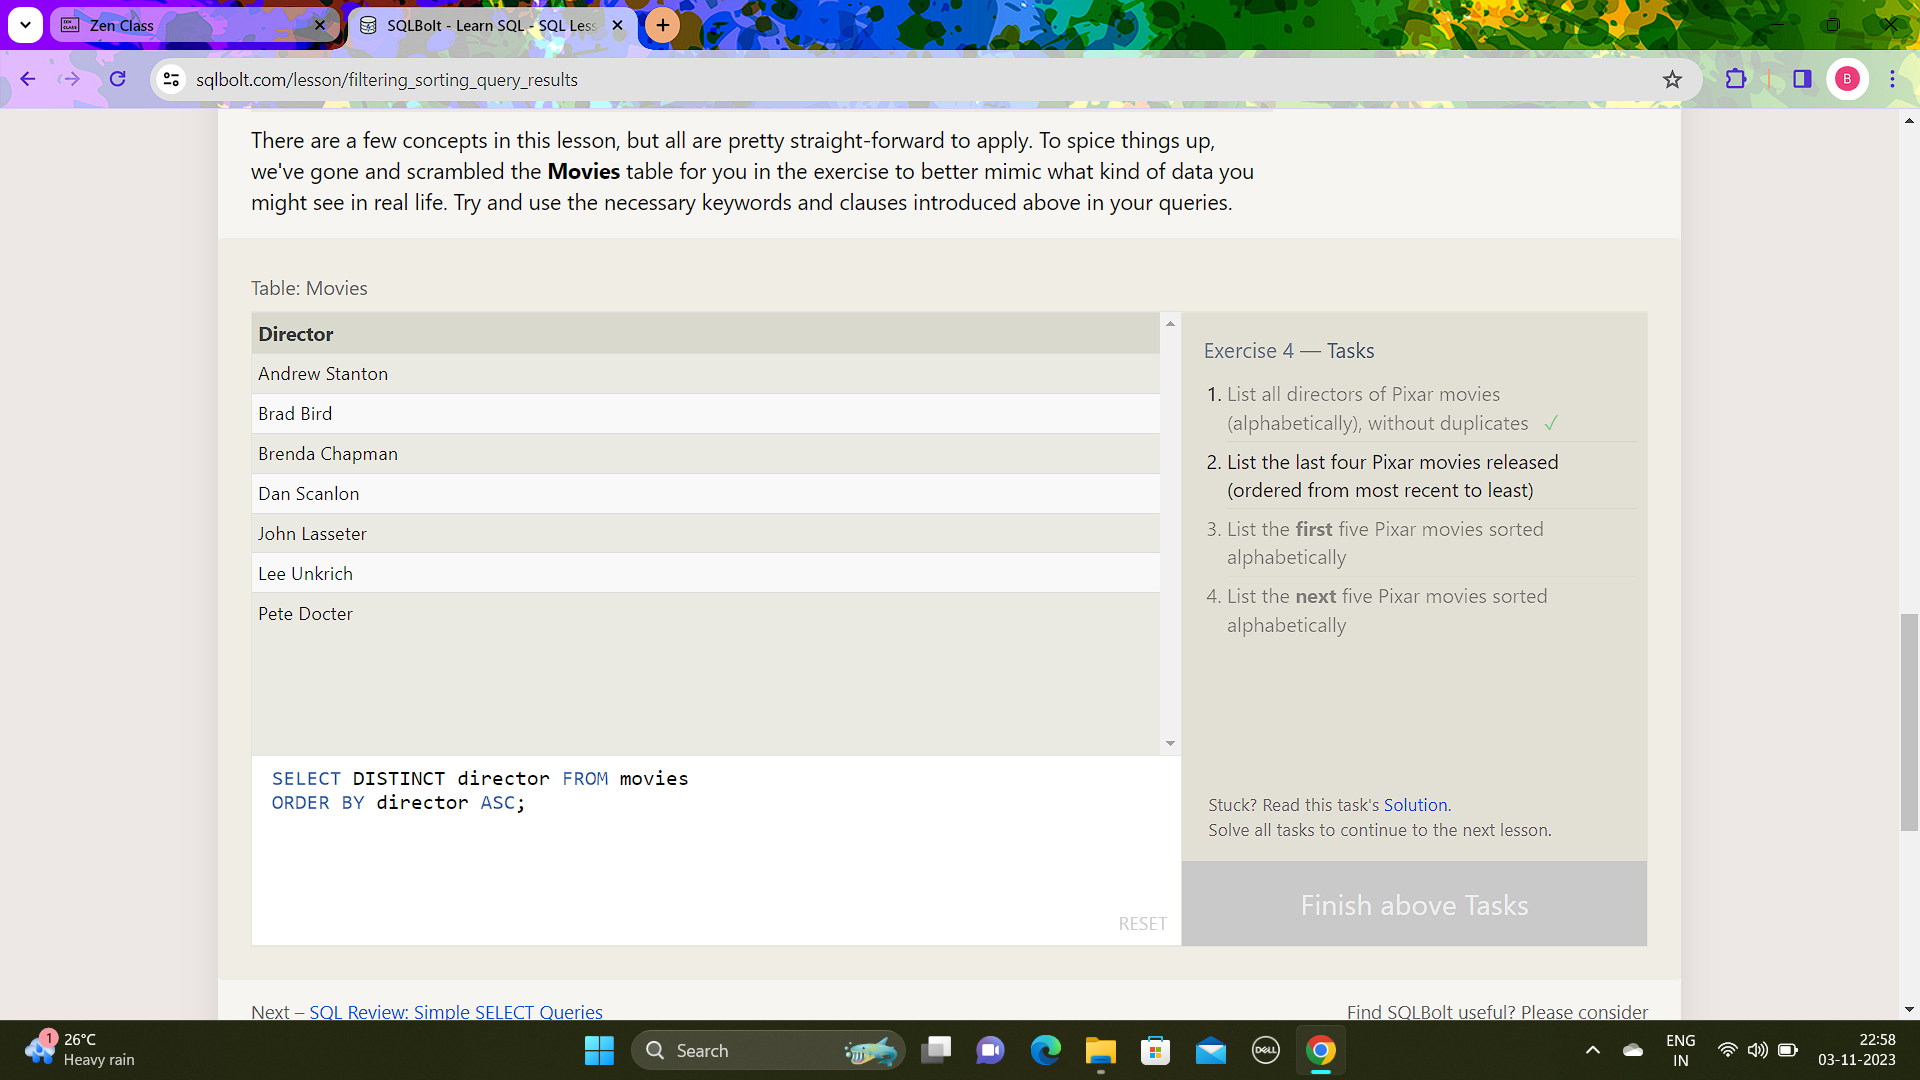 Zen Class
SQLBolt - Learn SQL - SQL Less
sqlbolt.com/lesson/filtering_sorting_query_results
B
There are a few concepts in this lesson, but all are pretty straight-forward to apply. To spice things up,
we've gone and scrambled the Movies table for you in the exercise to better mimic what kind of data you
might see in real life. Try and use the necessary keywords and clauses introduced above in your queries.
Table: Movies
Director
Andrew Stanton
Brad Bird
Brenda Chapman
Dan Scanlon
John Lasseter
Lee Unkrich
Pete Docter
SELECT DISTINCT director FROM movies
ORDER BY director ASC;
RESET
Exercise 4 — Tasks
1. List all directors of Pixar movies
(alphabetically), without duplicates ✓
2. List the last four Pixar movies released
(ordered from most recent to least)
3. List the first five Pixar movies sorted
alphabetically
4. List the next five Pixar movies sorted
alphabetically
Stuck? Read this task's Solution.
Solve all tasks to continue to the next lesson.
Finish above Tasks
Next – SQL Review: Simple SELECT Queries
Find SQLBolt useful? Please consider
1
26°C
Heavy rain
Search
DELL
ENG
IN
22:58
03-11-2023